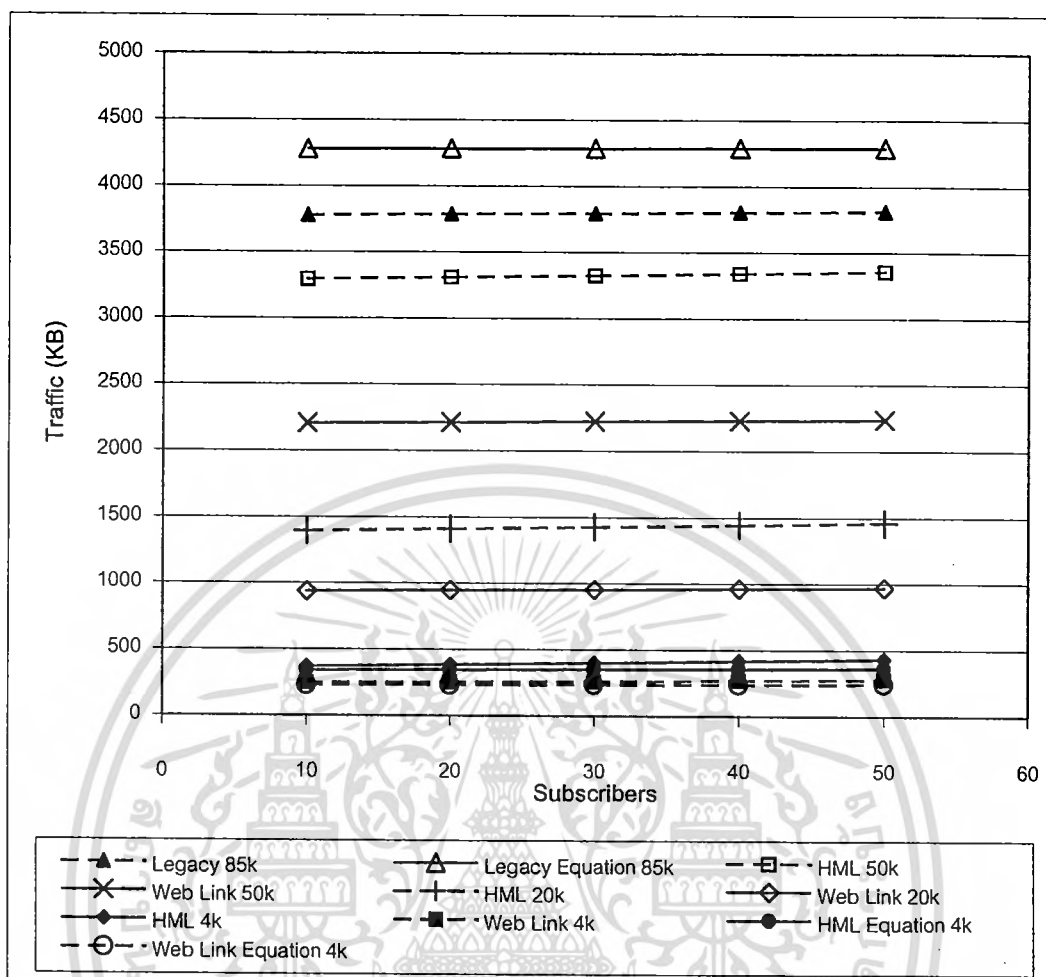 5000
4500
4000
3500
3000
2500
2000
1500
1000
500
0
Traffic (KB)
0 10 20 30 40 50 60
Subscribers
Legacy 85k Legacy Equation 85k HML 50k
Web Link 50k HML 20k Web Link 20k
HML 4k Web Link 4k HML Equation 4k
Web Link Equation 4k